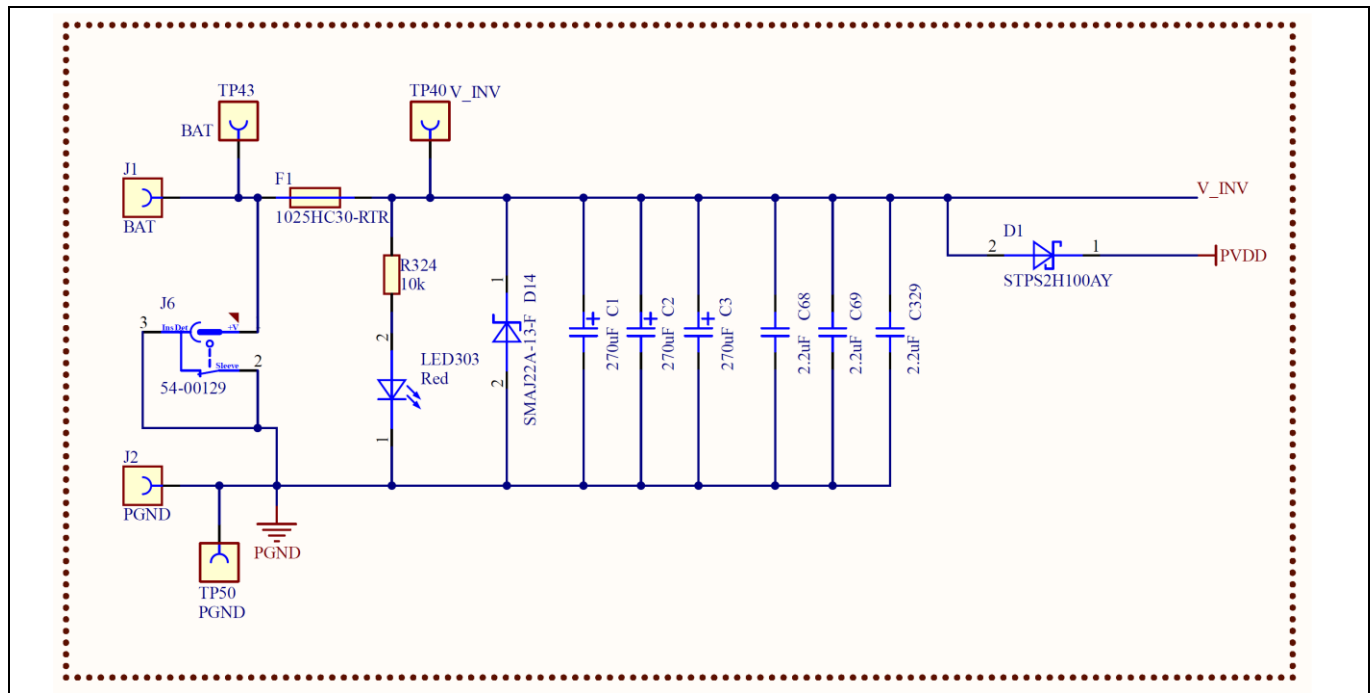 TP43
TP40 V_INV
BAT
J1
BAT
F1
1025HC30-RTR
V_INV
D1
2
1
PVDD
STPS2H100AY
R324
10k
J6
3
Ins Det
+V
Sleeve
2
54-00129
2
LED303
Red
1
1
2
SMAJ22A-13-F D14
270uF C1
270uF C2
270uF C3
2.2uF C68
2.2uF C69
2.2uF C329
J2
PGND
PGND
TP50
PGND